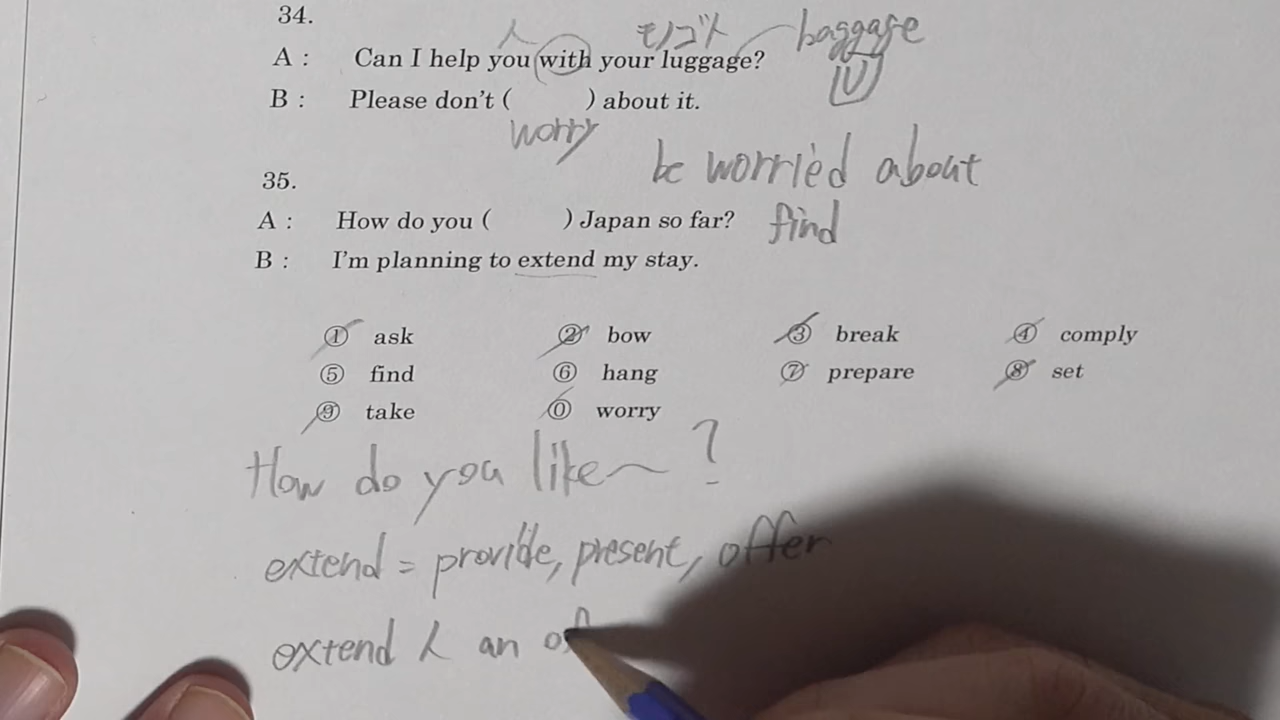 34.
人 モノゴト baggage
A : Can I help you with your luggage?
U
B : Please don't ( ) about it.
worry
be worried about
35.
A : How do you ( ) Japan so far? find
B : I'm planning to extend my stay.
① ask ② bow ③ break ④ comply
⑤ find ⑥ hang ⑦ prepare ⑧ set
⑨ take ⓪ worry
How do you like ~ ?
extend = provide, present, offer
extend 人 an of